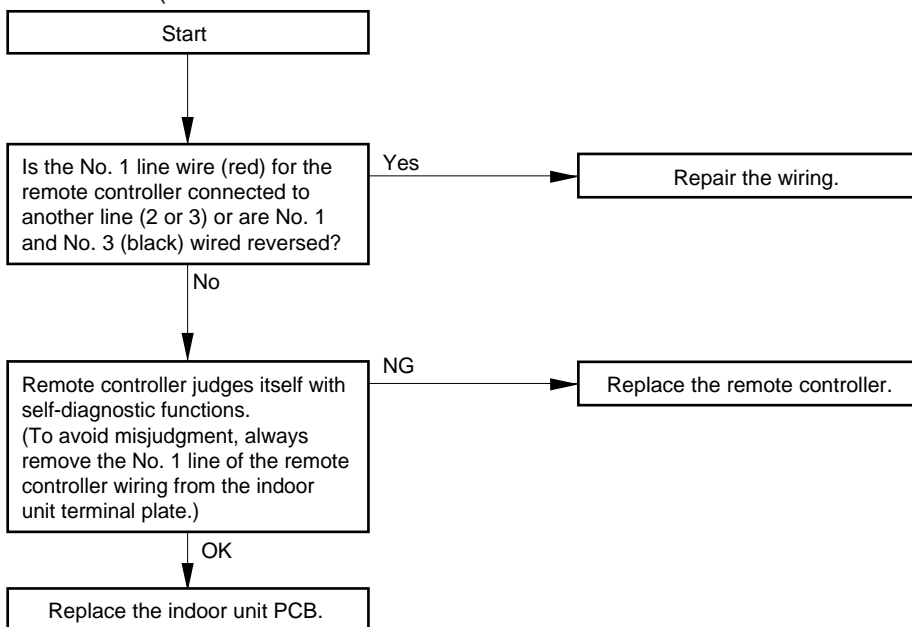 Start
Is the No. 1 line wire (red) for the
remote controller connected to
another line (2 or 3) or are No. 1
and No. 3 (black) wired reversed?
Yes
Repair the wiring.
No
Remote controller judges itself with
self-diagnostic functions.
(To avoid misjudgment, always
remove the No. 1 line of the remote
controller wiring from the indoor
unit terminal plate.)
NG
Replace the remote controller.
OK
Replace the indoor unit PCB.